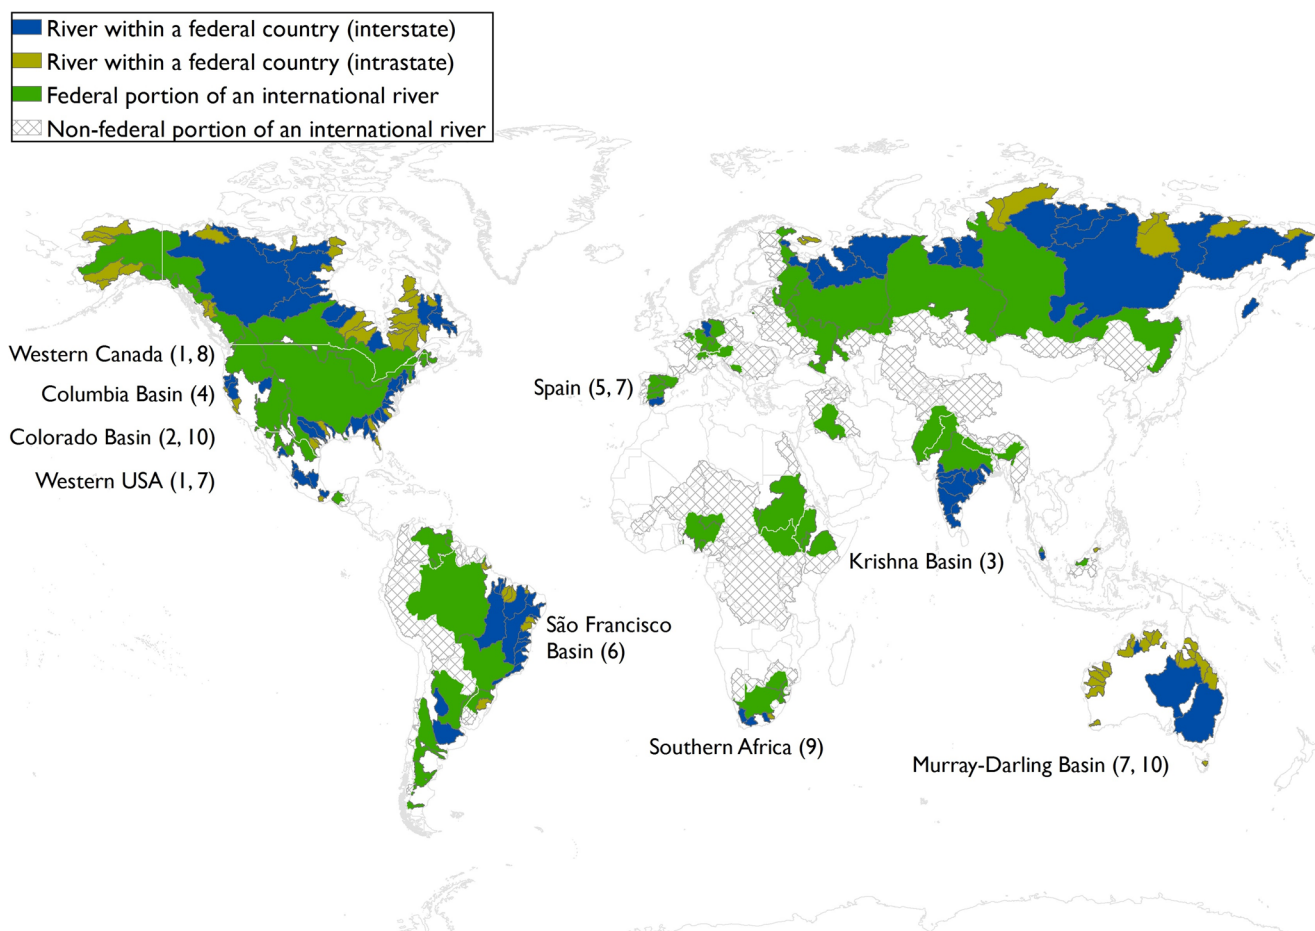 River within a federal country (interstate)
River within a federal country (intrastate)
Federal portion of an international river
Non-federal portion of an international river
Western Canada (1, 8)
Columbia Basin (4)
Colorado Basin (2, 10)
Western USA (1, 7)
Spain (5, 7)
Krishna Basin (3)
São Francisco
Basin (6)
Southern Africa (9)
Murray-Darling Basin (7, 10)